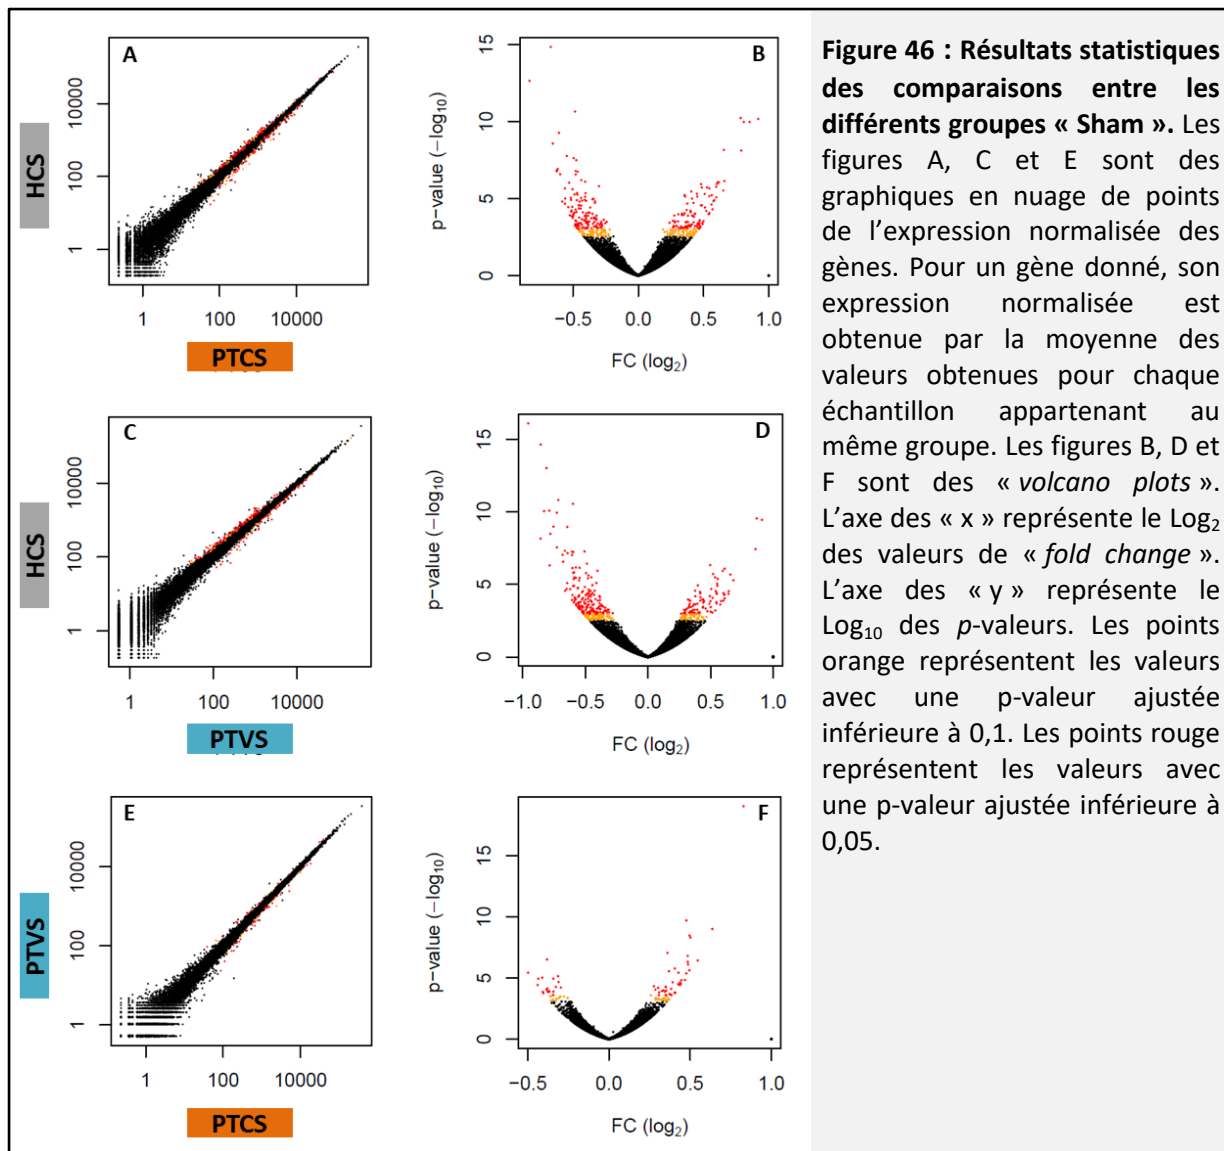 A
10000
100
1
HCS
1
100
10000
PTCS
B
15
10
5
0
p-value (−log10)
−0.5
0.0
0.5
1.0
FC (log2)
C
10000
100
1
HCS
1
100
10000
PTVS
D
15
10
5
0
p-value (−log10)
−1.0
−0.5
0.0
0.5
1.0
FC (log2)
E
10000
100
1
PTVS
1
100
10000
PTCS
F
15
10
5
0
p-value (−log10)
−0.5
0.0
0.5
1.0
FC (log2)
Figure 46 : Résultats statistiques
des comparaisons entre les
différents groupes « Sham ». Les
figures A, C et E sont des
graphiques en nuage de points
de l’expression normalisée des
gènes. Pour un gène donné, son
expression normalisée est
obtenue par la moyenne des
valeurs obtenues pour chaque
échantillon appartenant au
même groupe. Les figures B, D et
F sont des « volcano plots ».
L’axe des « x » représente le Log2
des valeurs de « fold change ».
L’axe des « y » représente le
Log10 des p-valeurs. Les points
orange représentent les valeurs
avec une p-valeur ajustée
inférieure à 0,1. Les points rouge
représentent les valeurs avec
une p-valeur ajustée inférieure à
0,05.